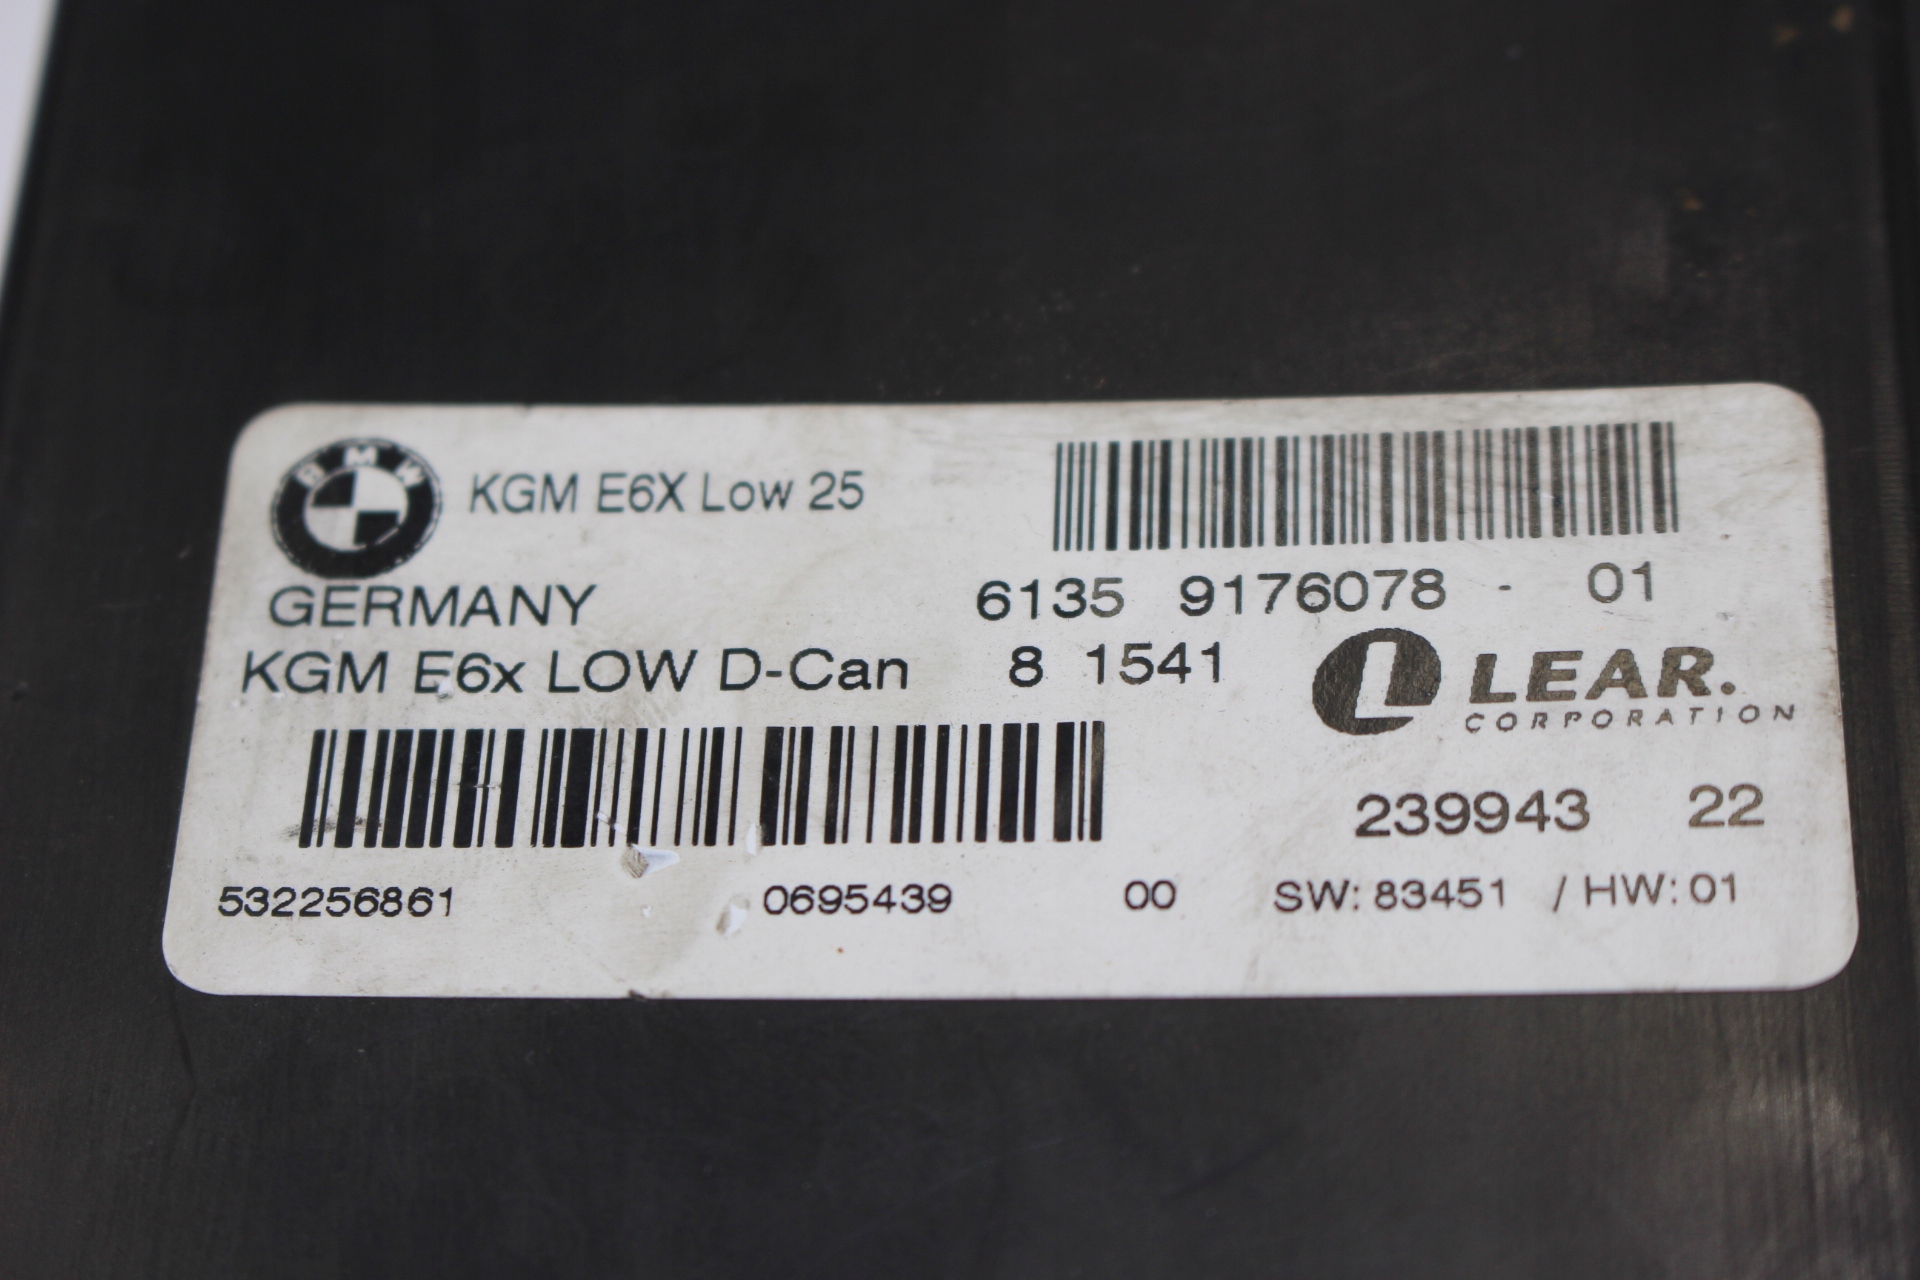 BMW
KGM E6X Low 25
GERMANY
6135 9176078 - 01
KGM E6x LOW D-Can 8 1541
LEAR.
CORPORATION
239943 22
532256861 0695439 00 SW: 83451 / HW: 01